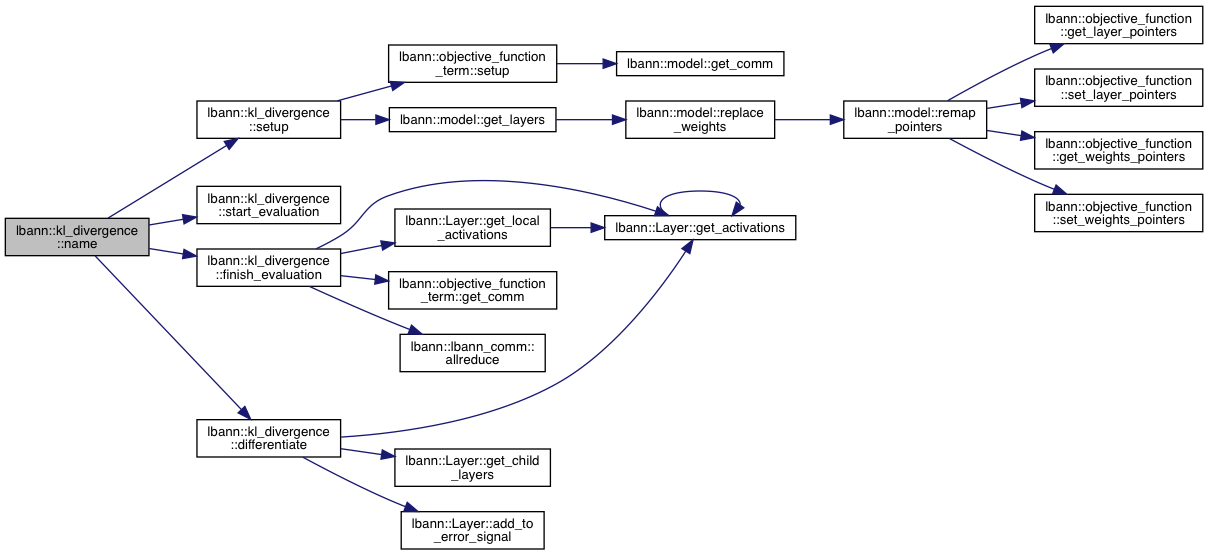 lbann::kl_divergence
::name
lbann::kl_divergence
::setup
lbann::objective_function
_term::setup
lbann::model::get_comm
lbann::model::get_layers
lbann::model::replace
_weights
lbann::model::remap
_pointers
lbann::objective_function
::get_layer_pointers
lbann::objective_function
::set_layer_pointers
lbann::objective_function
::get_weights_pointers
lbann::objective_function
::set_weights_pointers
lbann::kl_divergence
::start_evaluation
lbann::kl_divergence
::finish_evaluation
lbann::Layer::get_local
_activations
lbann::Layer::get_activations
lbann::objective_function
_term::get_comm
lbann::lbann_comm::
allreduce
lbann::kl_divergence
::differentiate
lbann::Layer::get_child
_layers
lbann::Layer::add_to
_error_signal